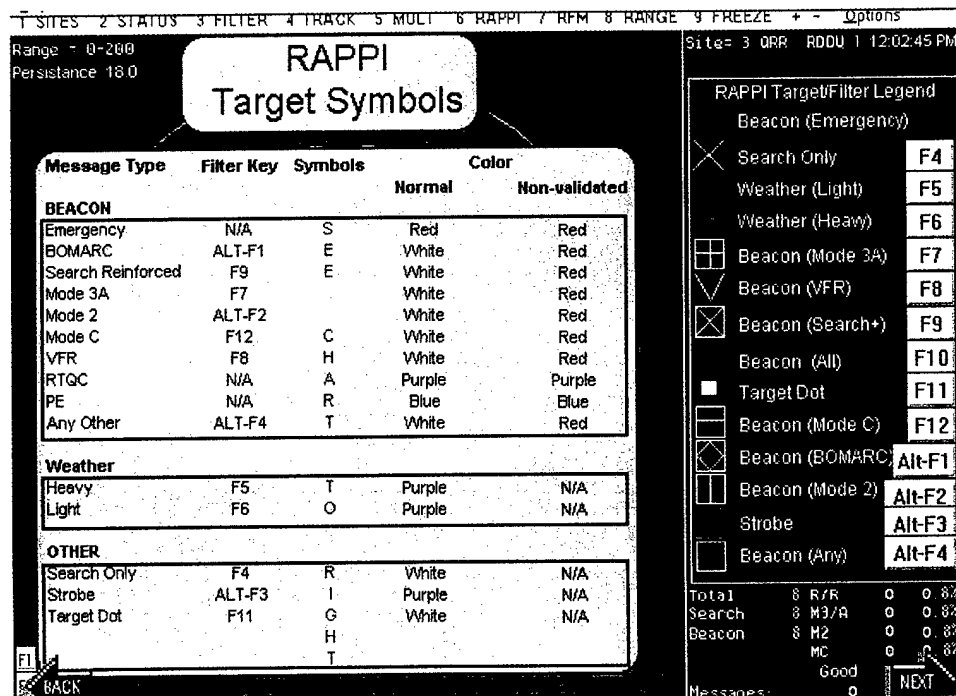 1 SITES 2 STATUS 3 FILTER 4 TRACK 5 MULTI 6 RAPPI 7 RFM 8 RANGE 9 FREEZE + - Options
Range = 0-200
Persistance 18.0
Site= 3 QRR RDDU 1 12:02:45 PM
RAPPI
Target Symbols
Message Type Filter Key Symbols Color
Normal Non-validated
BEACON
Emergency N/A S Red Red
BOMARC ALT-F1 E White Red
Search Reinforced F9 E White Red
Mode 3A F7 White Red
Mode 2 ALT-F2 White Red
Mode C F12 C White Red
VFR F8 H White Red
RTQC N/A A Purple Purple
PE N/A R Blue Blue
Any Other ALT-F4 T White Red
Weather
Heavy F5 T Purple N/A
Light F6 O Purple N/A
OTHER
Search Only F4 R White N/A
Strobe ALT-F3 I Purple N/A
Target Dot F11 G White N/A
H
T
F1
BACK
RAPPI Target/Filter Legend
Beacon (Emergency)
Search Only F4
Weather (Light) F5
Weather (Heavy) F6
Beacon (Mode 3A) F7
Beacon (VFR) F8
Beacon (Search+) F9
Beacon (All) F10
Target Dot F11
Beacon (Mode C) F12
Beacon (BOMARC) Alt-F1
Beacon (Mode 2) Alt-F2
Strobe Alt-F3
Beacon (Any) Alt-F4
Total 8 R/R 0 0.8%
Search 8 M3/A 0 0.8%
Beacon 8 M2 0 0.8%
MC 0 0.8%
Good
Messages: 0
NEXT